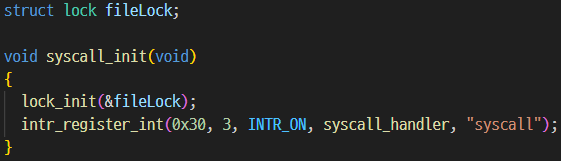 struct lock fileLock;
void syscall_init(void)
{
lock_init(&fileLock);
intr_register_int(0x30, 3, INTR_ON, syscall_handler, "syscall");
}